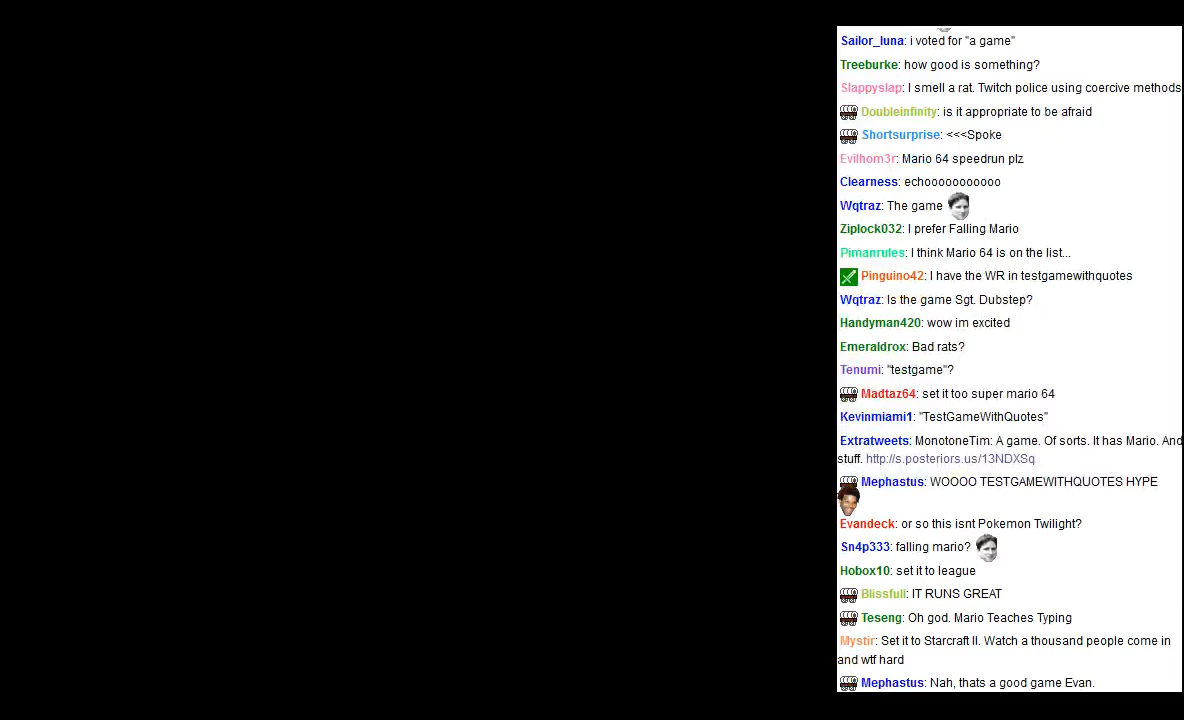 Sailor_luna: i voted for "a game"
Treeburke: how good is something?
Slappyslap: I smell a rat. Twitch police using coercive methods
Doubleinfinity: is it appropriate to be afraid
Shortsurprise: <<<Spoke
Evilhom3r: Mario 64 speedrun plz
Clearness: echooooooooooo
Wqtraz: The game
Ziplock032: I prefer Falling Mario
Pimanrules: I think Mario 64 is on the list...
Pinguino42: I have the WR in testgamewithquotes
Wqtraz: Is the game Sgt. Dubstep?
Handyman420: wow im excited
Emeraldrox: Bad rats?
Tenumi: "testgame"?
Madtaz64: set it too super mario 64
Kevinmiami1: "TestGameWithQuotes"
Extratweets: MonotoneTim: A game. Of sorts. It has Mario. And
stuff. http://s.posteriors.us/13NDXSq
Mephastus: WOOOO TESTGAMEWITHQUOTES HYPE
Evandeck: or so this isnt Pokemon Twilight?
Sn4p333: falling mario?
Hobox10: set it to league
Blissfull: IT RUNS GREAT
Teseng: Oh god. Mario Teaches Typing
Mystir: Set it to Starcraft II. Watch a thousand people come in
and wtf hard
Mephastus: Nah, thats a good game Evan.